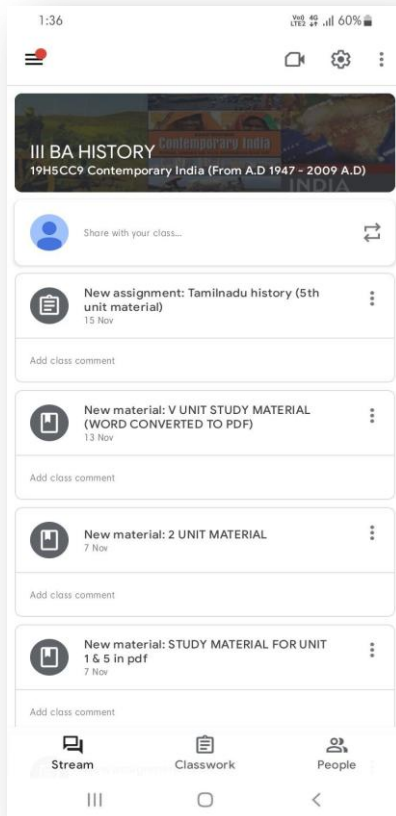 1:36
Vo)) 4G
LTE2 60%
III BA HISTORY
Contemporary India
19H5CC9 Contemporary India (From A.D 1947 - 2009 A.D)
INDIA
Share with your class...
New assignment: Tamilnadu history (5th
unit material)
15 Nov
Add class comment
New material: V UNIT STUDY MATERIAL
(WORD CONVERTED TO PDF)
13 Nov
Add class comment
New material: 2 UNIT MATERIAL
7 Nov
Add class comment
New material: STUDY MATERIAL FOR UNIT
1 & 5 in pdf
7 Nov
Add class comment
Stream Classwork People